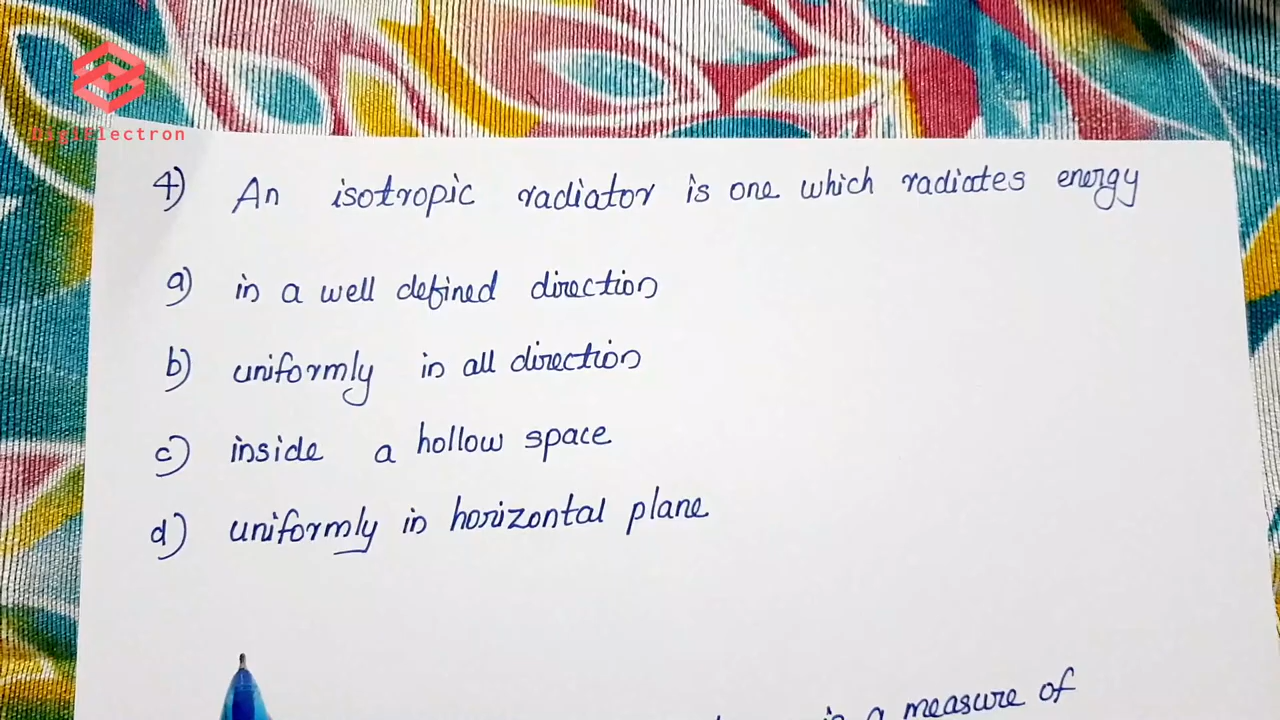 DigiElectron
4) An isotropic radiator is one which radiates energy
a) in a well defined direction
b) uniformly in all direction
c) inside a hollow space
d) uniformly in horizontal plane
is a measure of